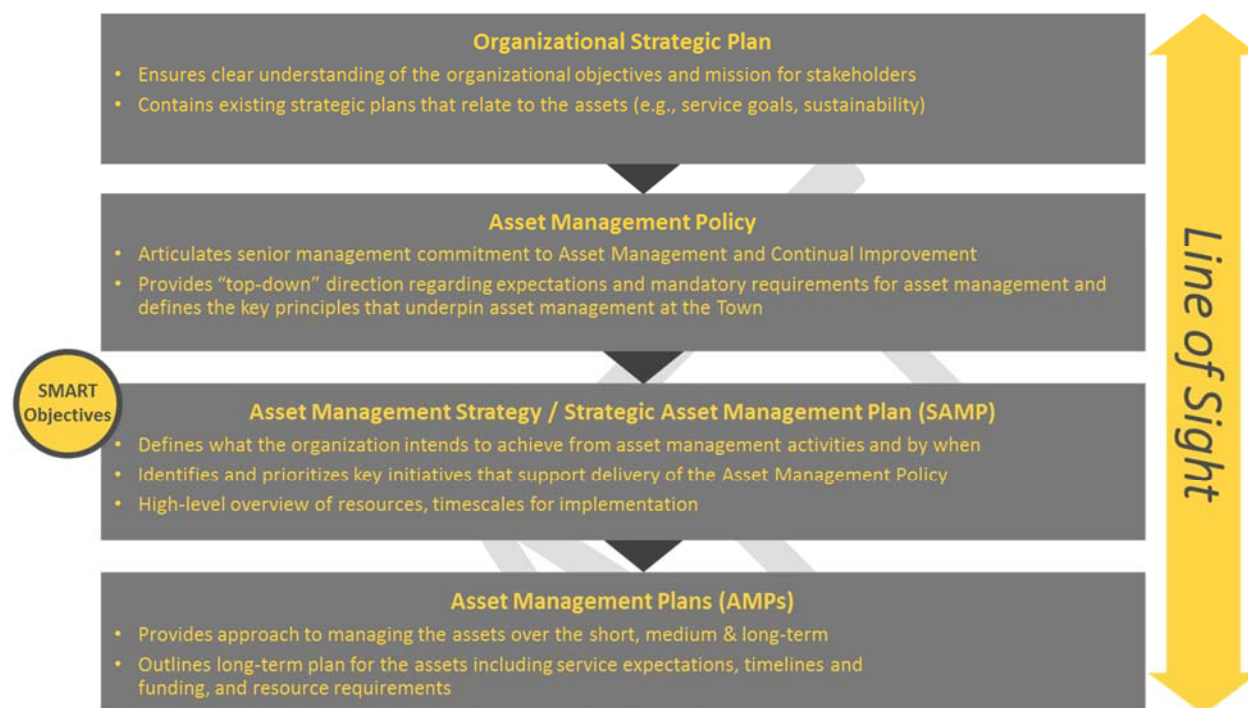 Organizational Strategic Plan
• Ensures clear understanding of the organizational objectives and mission for stakeholders
• Contains existing strategic plans that relate to the assets (e.g., service goals, sustainability)
Asset Management Policy
• Articulates senior management commitment to Asset Management and Continual Improvement
• Provides “top-down” direction regarding expectations and mandatory requirements for asset management and
defines the key principles that underpin asset management at the Town
SMART
Objectives
Asset Management Strategy / Strategic Asset Management Plan (SAMP)
• Defines what the organization intends to achieve from asset management activities and by when
• Identifies and prioritizes key initiatives that support delivery of the Asset Management Policy
• High-level overview of resources, timescales for implementation
Asset Management Plans (AMPs)
• Provides approach to managing the assets over the short, medium & long-term
• Outlines long-term plan for the assets including service expectations, timelines and
funding, and resource requirements
Line of Sight